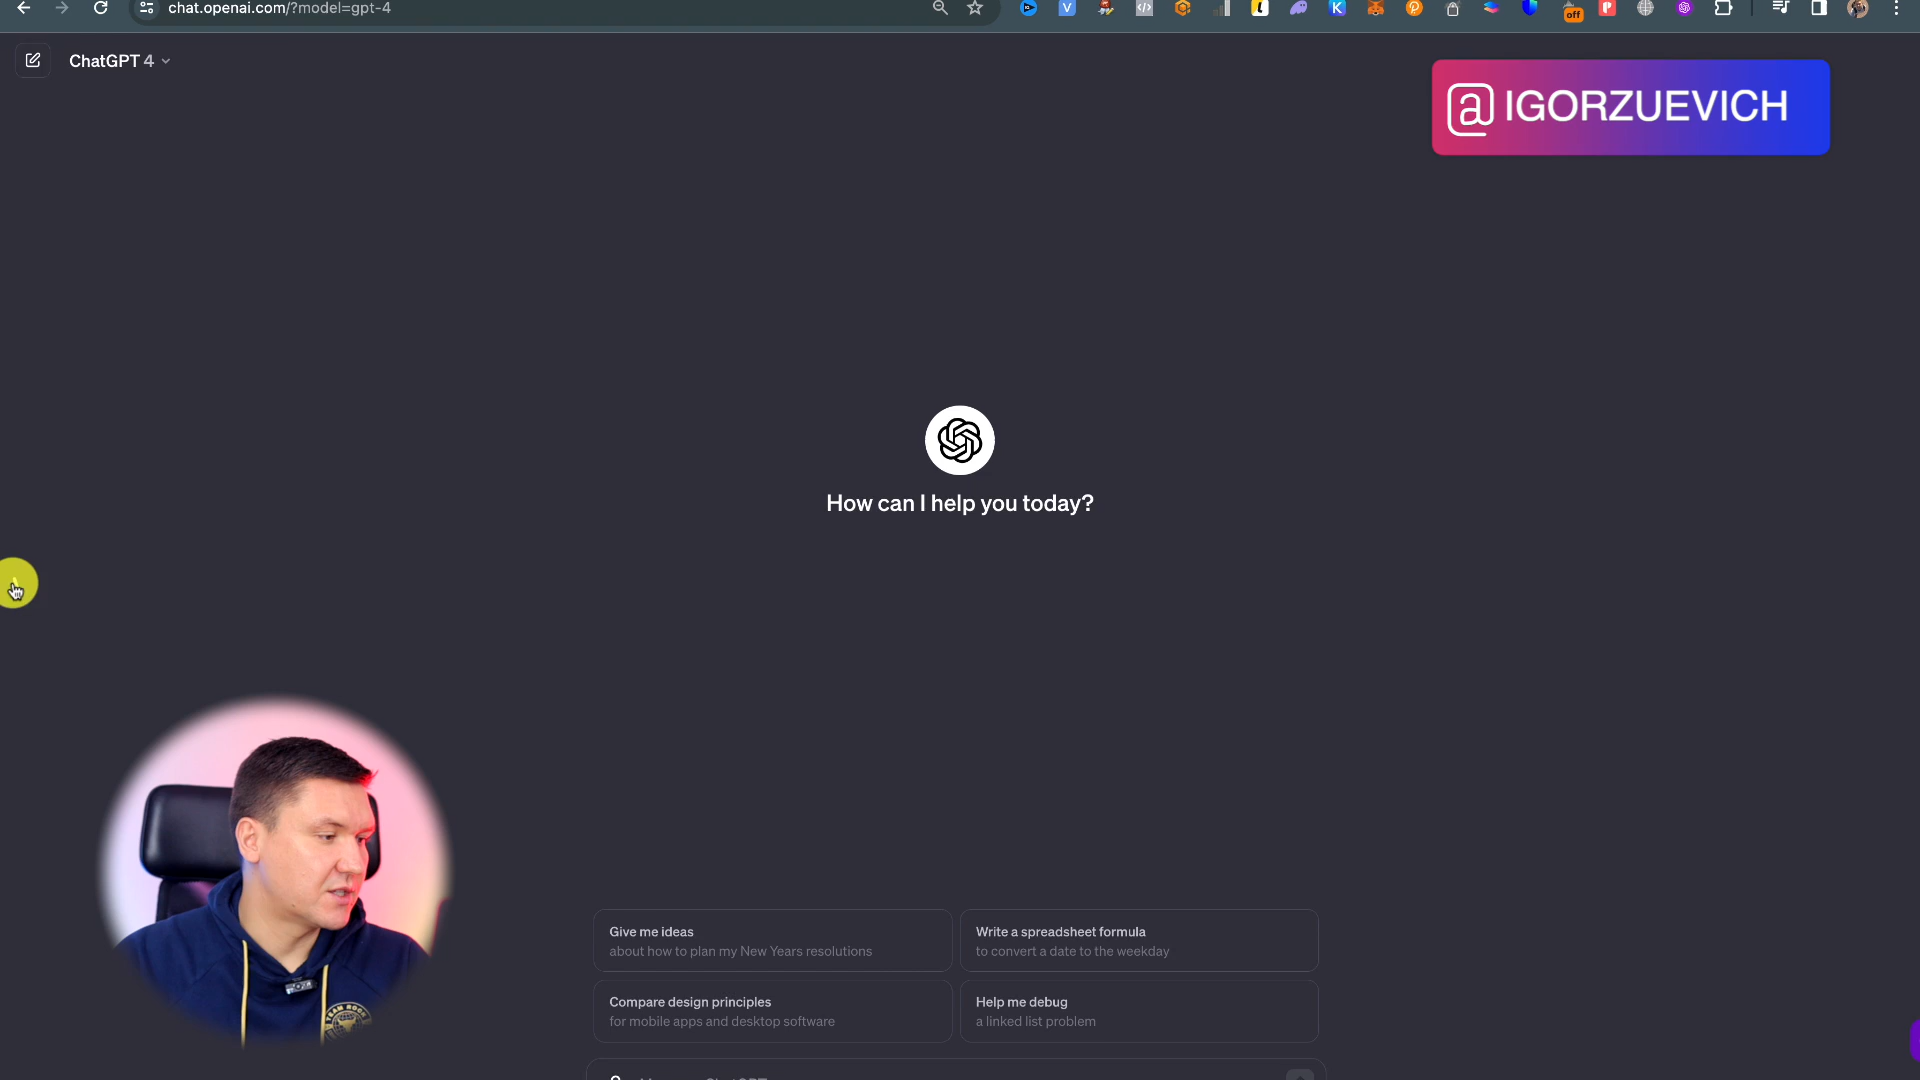 chat.openai.com/?model=gpt-4
off
ChatGPT 4
@IGORZUEVICH
How can I help you today?
Give me ideas
about how to plan my New Years resolutions
Write a spreadsheet formula
to convert a date to the weekday
Compare design principles
for mobile apps and desktop software
Help me debug
a linked list problem